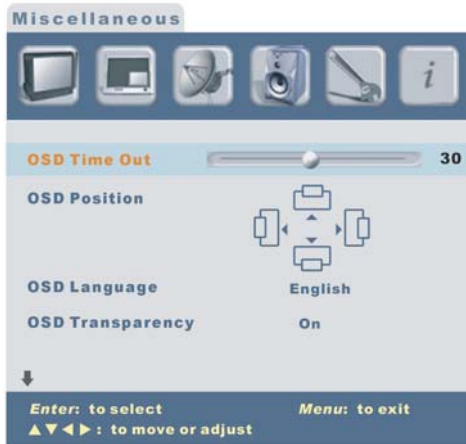 Miscellaneous
i
OSD Time Out 30
OSD Position
OSD Language English
OSD Transparency On
Enter: to select Menu: to exit
▲▼◀▶: to move or adjust